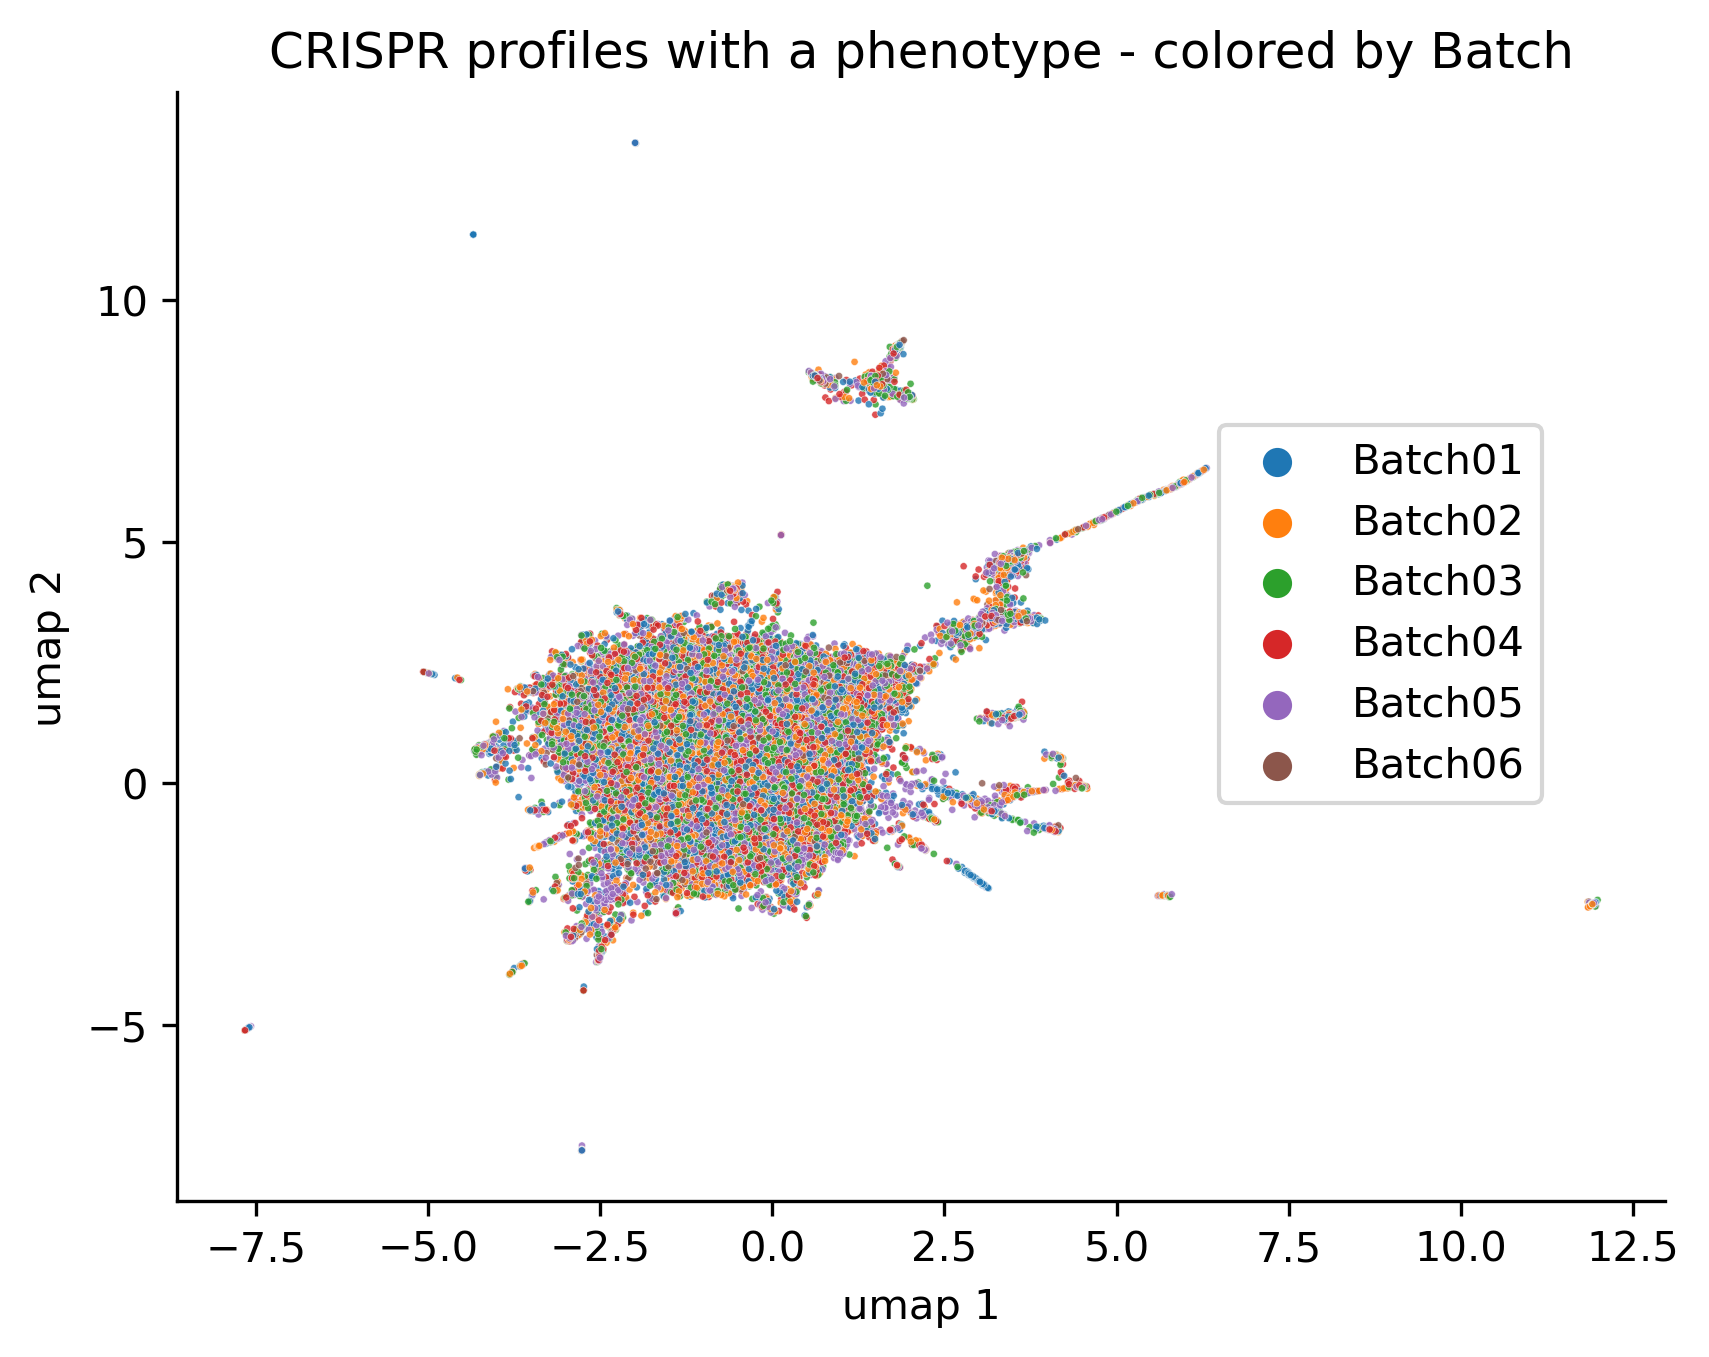 CRISPR profiles with a phenotype - colored by Batch
umap 2
10
5
0
−5
Batch01
Batch02
Batch03
Batch04
Batch05
Batch06
−7.5 −5.0 −2.5 0.0 2.5 5.0 7.5 10.0 12.5
umap 1